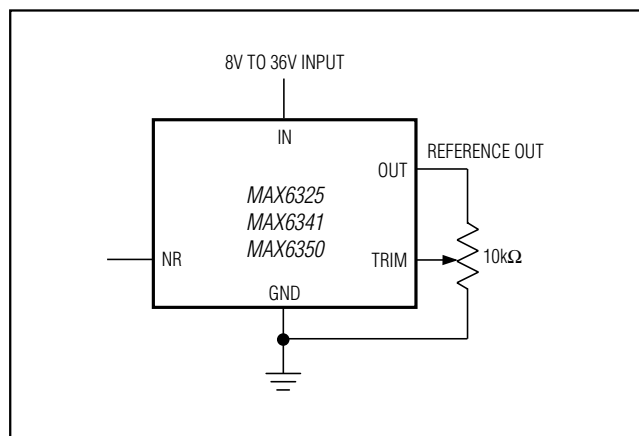 8V TO 36V INPUT
IN
REFERENCE OUT
OUT
MAX6325
MAX6341
MAX6350
NR
TRIM
10kΩ
GND